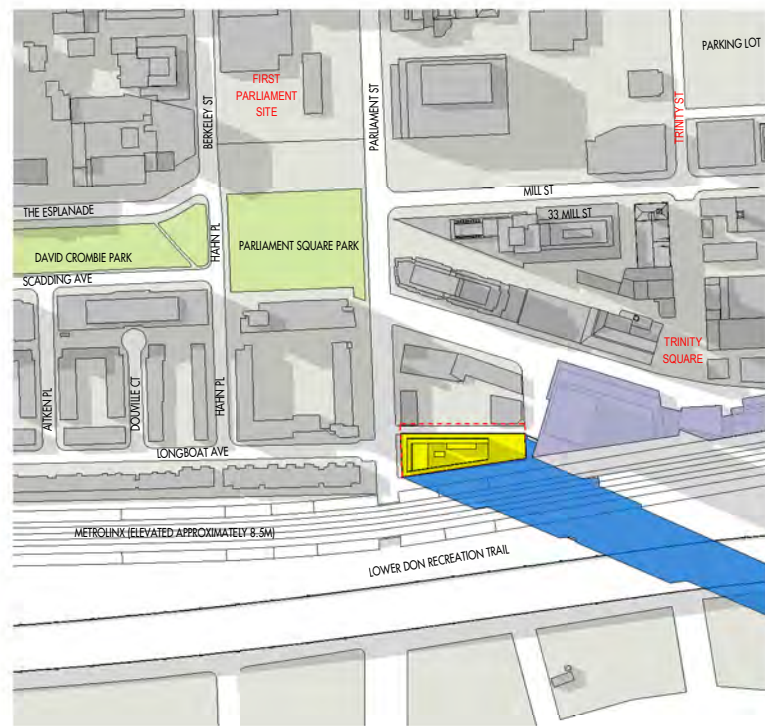 PARKING LOT
FIRST
PARLIAMENT
SITE
BERKELEY ST
PARLIAMENT ST
TRINITY ST
MILL ST
THE ESPLANADE
33 MILL ST
HAHN PL
PARLIAMENT SQUARE PARK
DAVID CROMBIE PARK
SCADDING AVE
TRINITY
SQUARE
AITKEN PL
DOUVILLE CT
HAHN PL
LONGBOAT AVE
METROLINX (ELEVATED APPROXIMATELY 8.5M)
LOWER DON RECREATION TRAIL